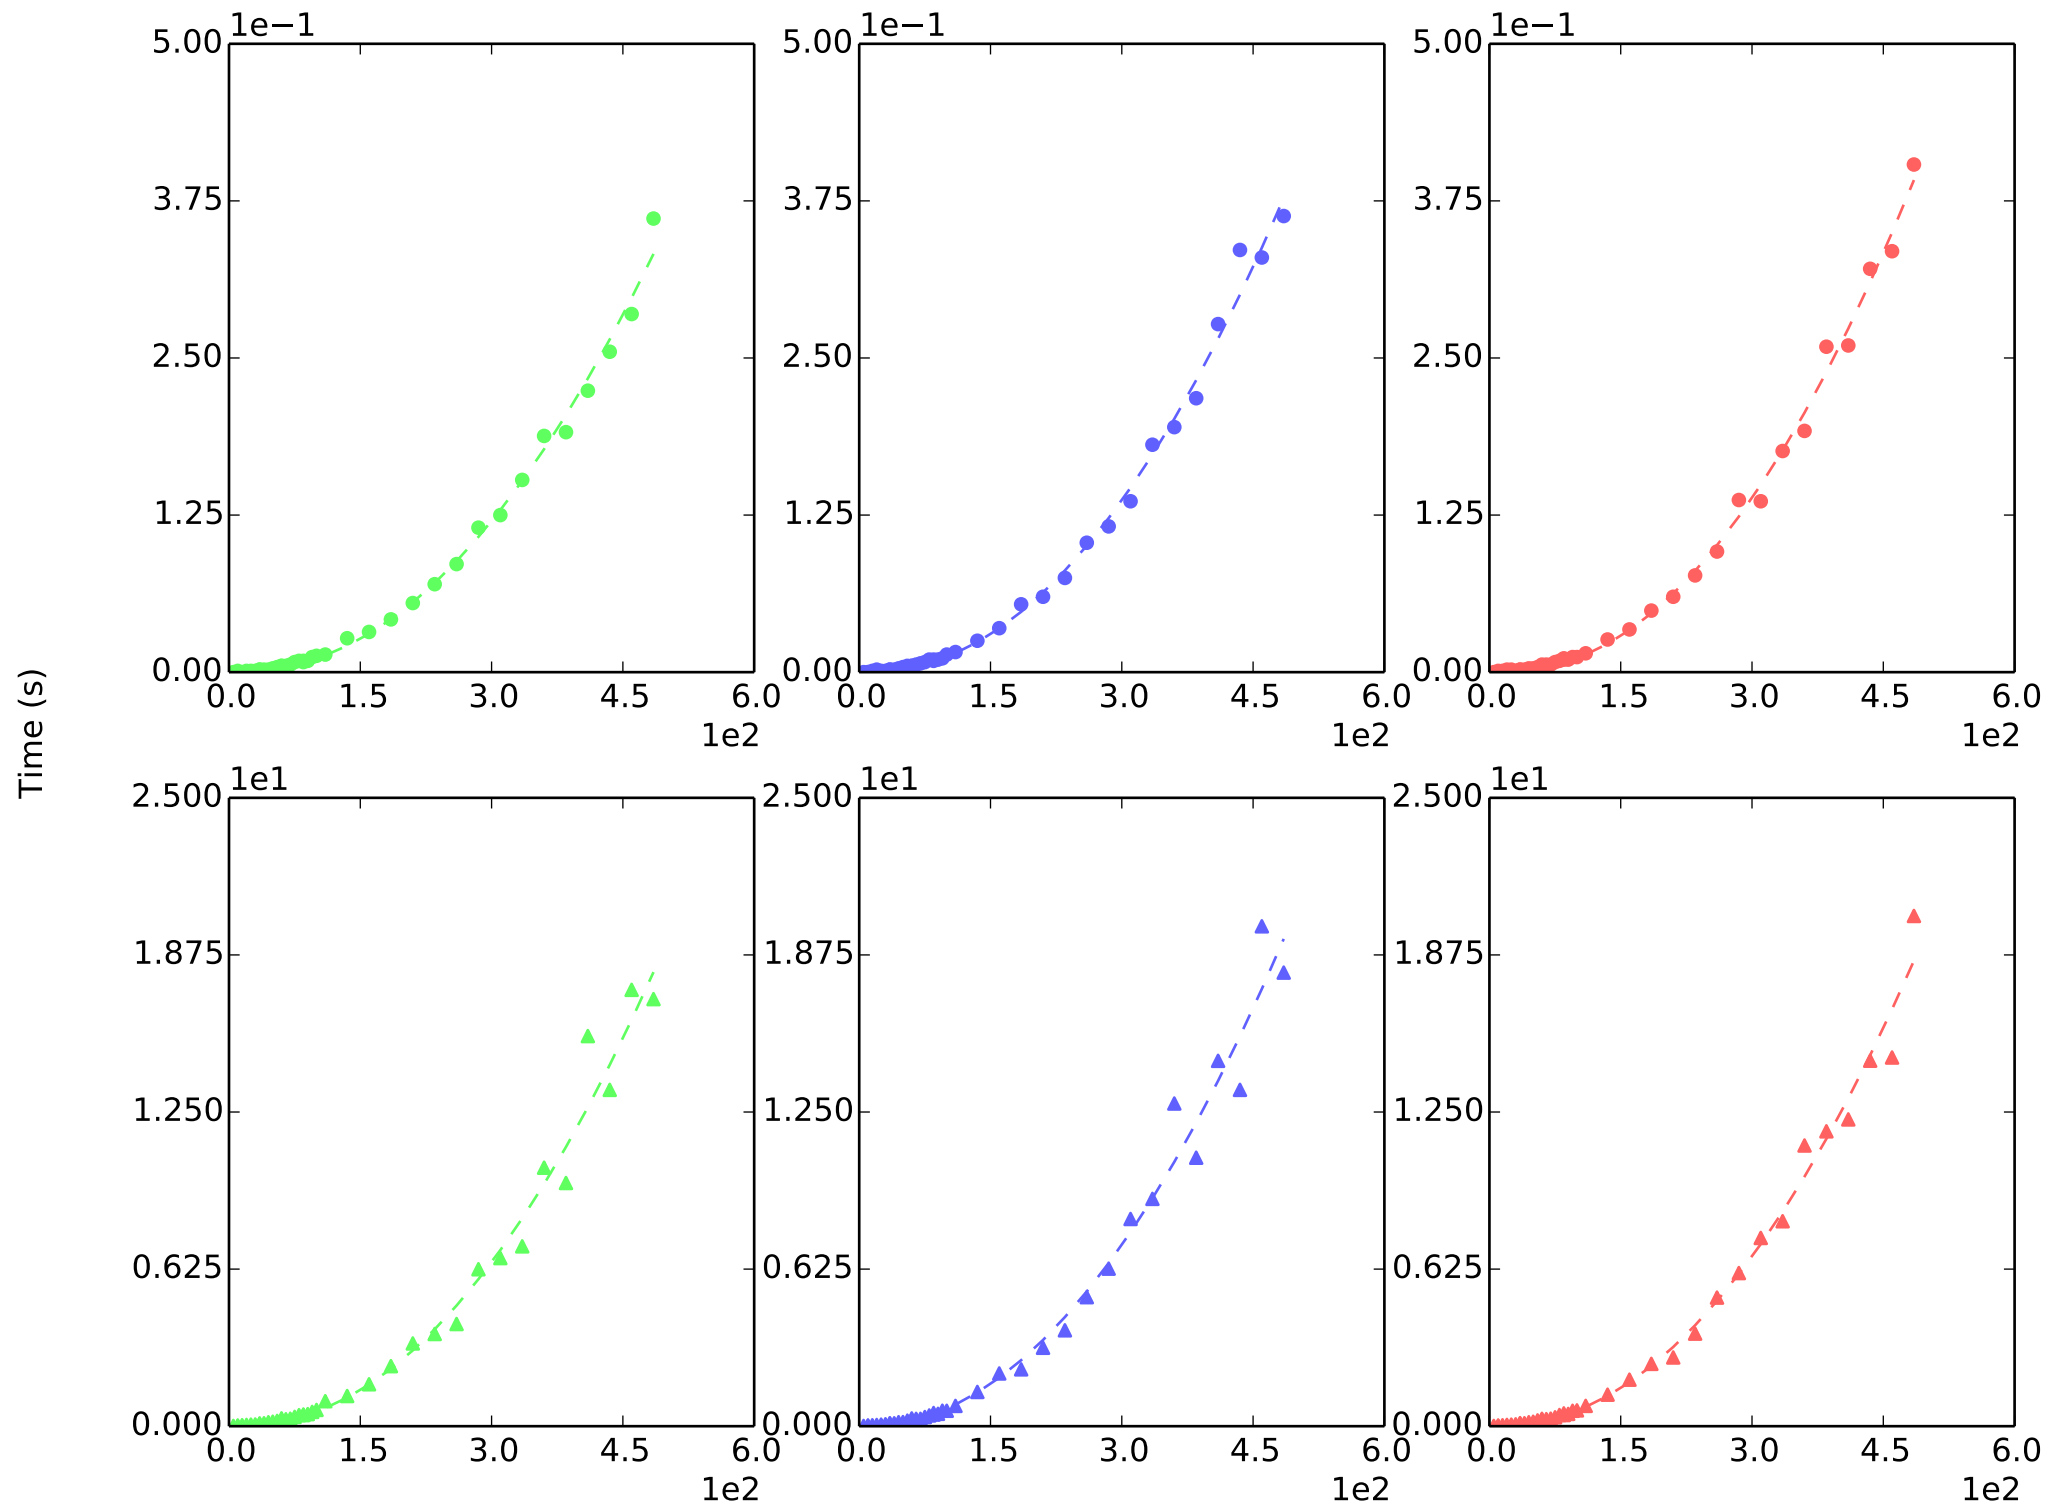 1e−1 1e−1 1e−1
5.00 5.00 5.00
3.75 3.75 3.75
2.50 2.50 2.50
1.25 1.25 1.25
0.00 0.00 0.00
0.0 1.5 3.0 4.5 6.0 0.0 1.5 3.0 4.5 6.0 0.0 1.5 3.0 4.5 6.0
1e2 1e2 1e2
Time (s)
1e1 1e1 1e1
2.500 2.500 2.500
1.875 1.875 1.875
1.250 1.250 1.250
0.625 0.625 0.625
0.000 0.000 0.000
0.0 1.5 3.0 4.5 6.0 0.0 1.5 3.0 4.5 6.0 0.0 1.5 3.0 4.5 6.0
1e2 1e2 1e2